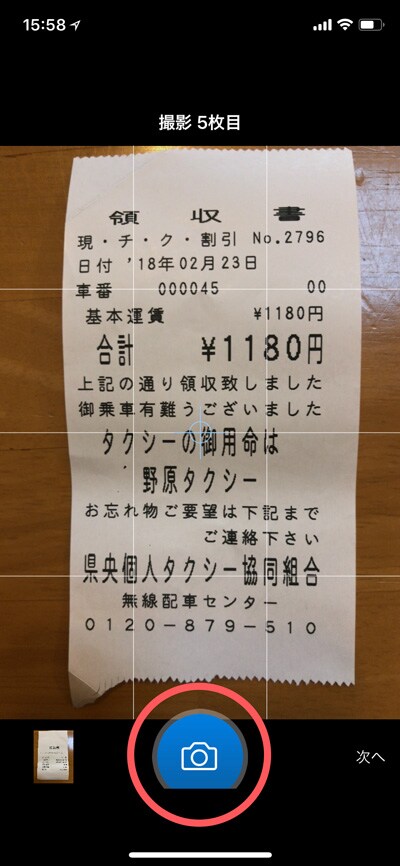 15:58
撮影 5枚目
領収書
現・チ・ク・割引 No.2796
日付 '18年02月23日
車番 000045 00
基本運賃 ¥1180円
合計 ¥1180円
上記の通り領収致しました
御乗車有難うございました
タクシーの御用命は
野原タクシー
お忘れ物ご要望は下記まで
ご連絡下さい
県央個人タクシー協同組合
無線配車センター
0120-879-510
次へ